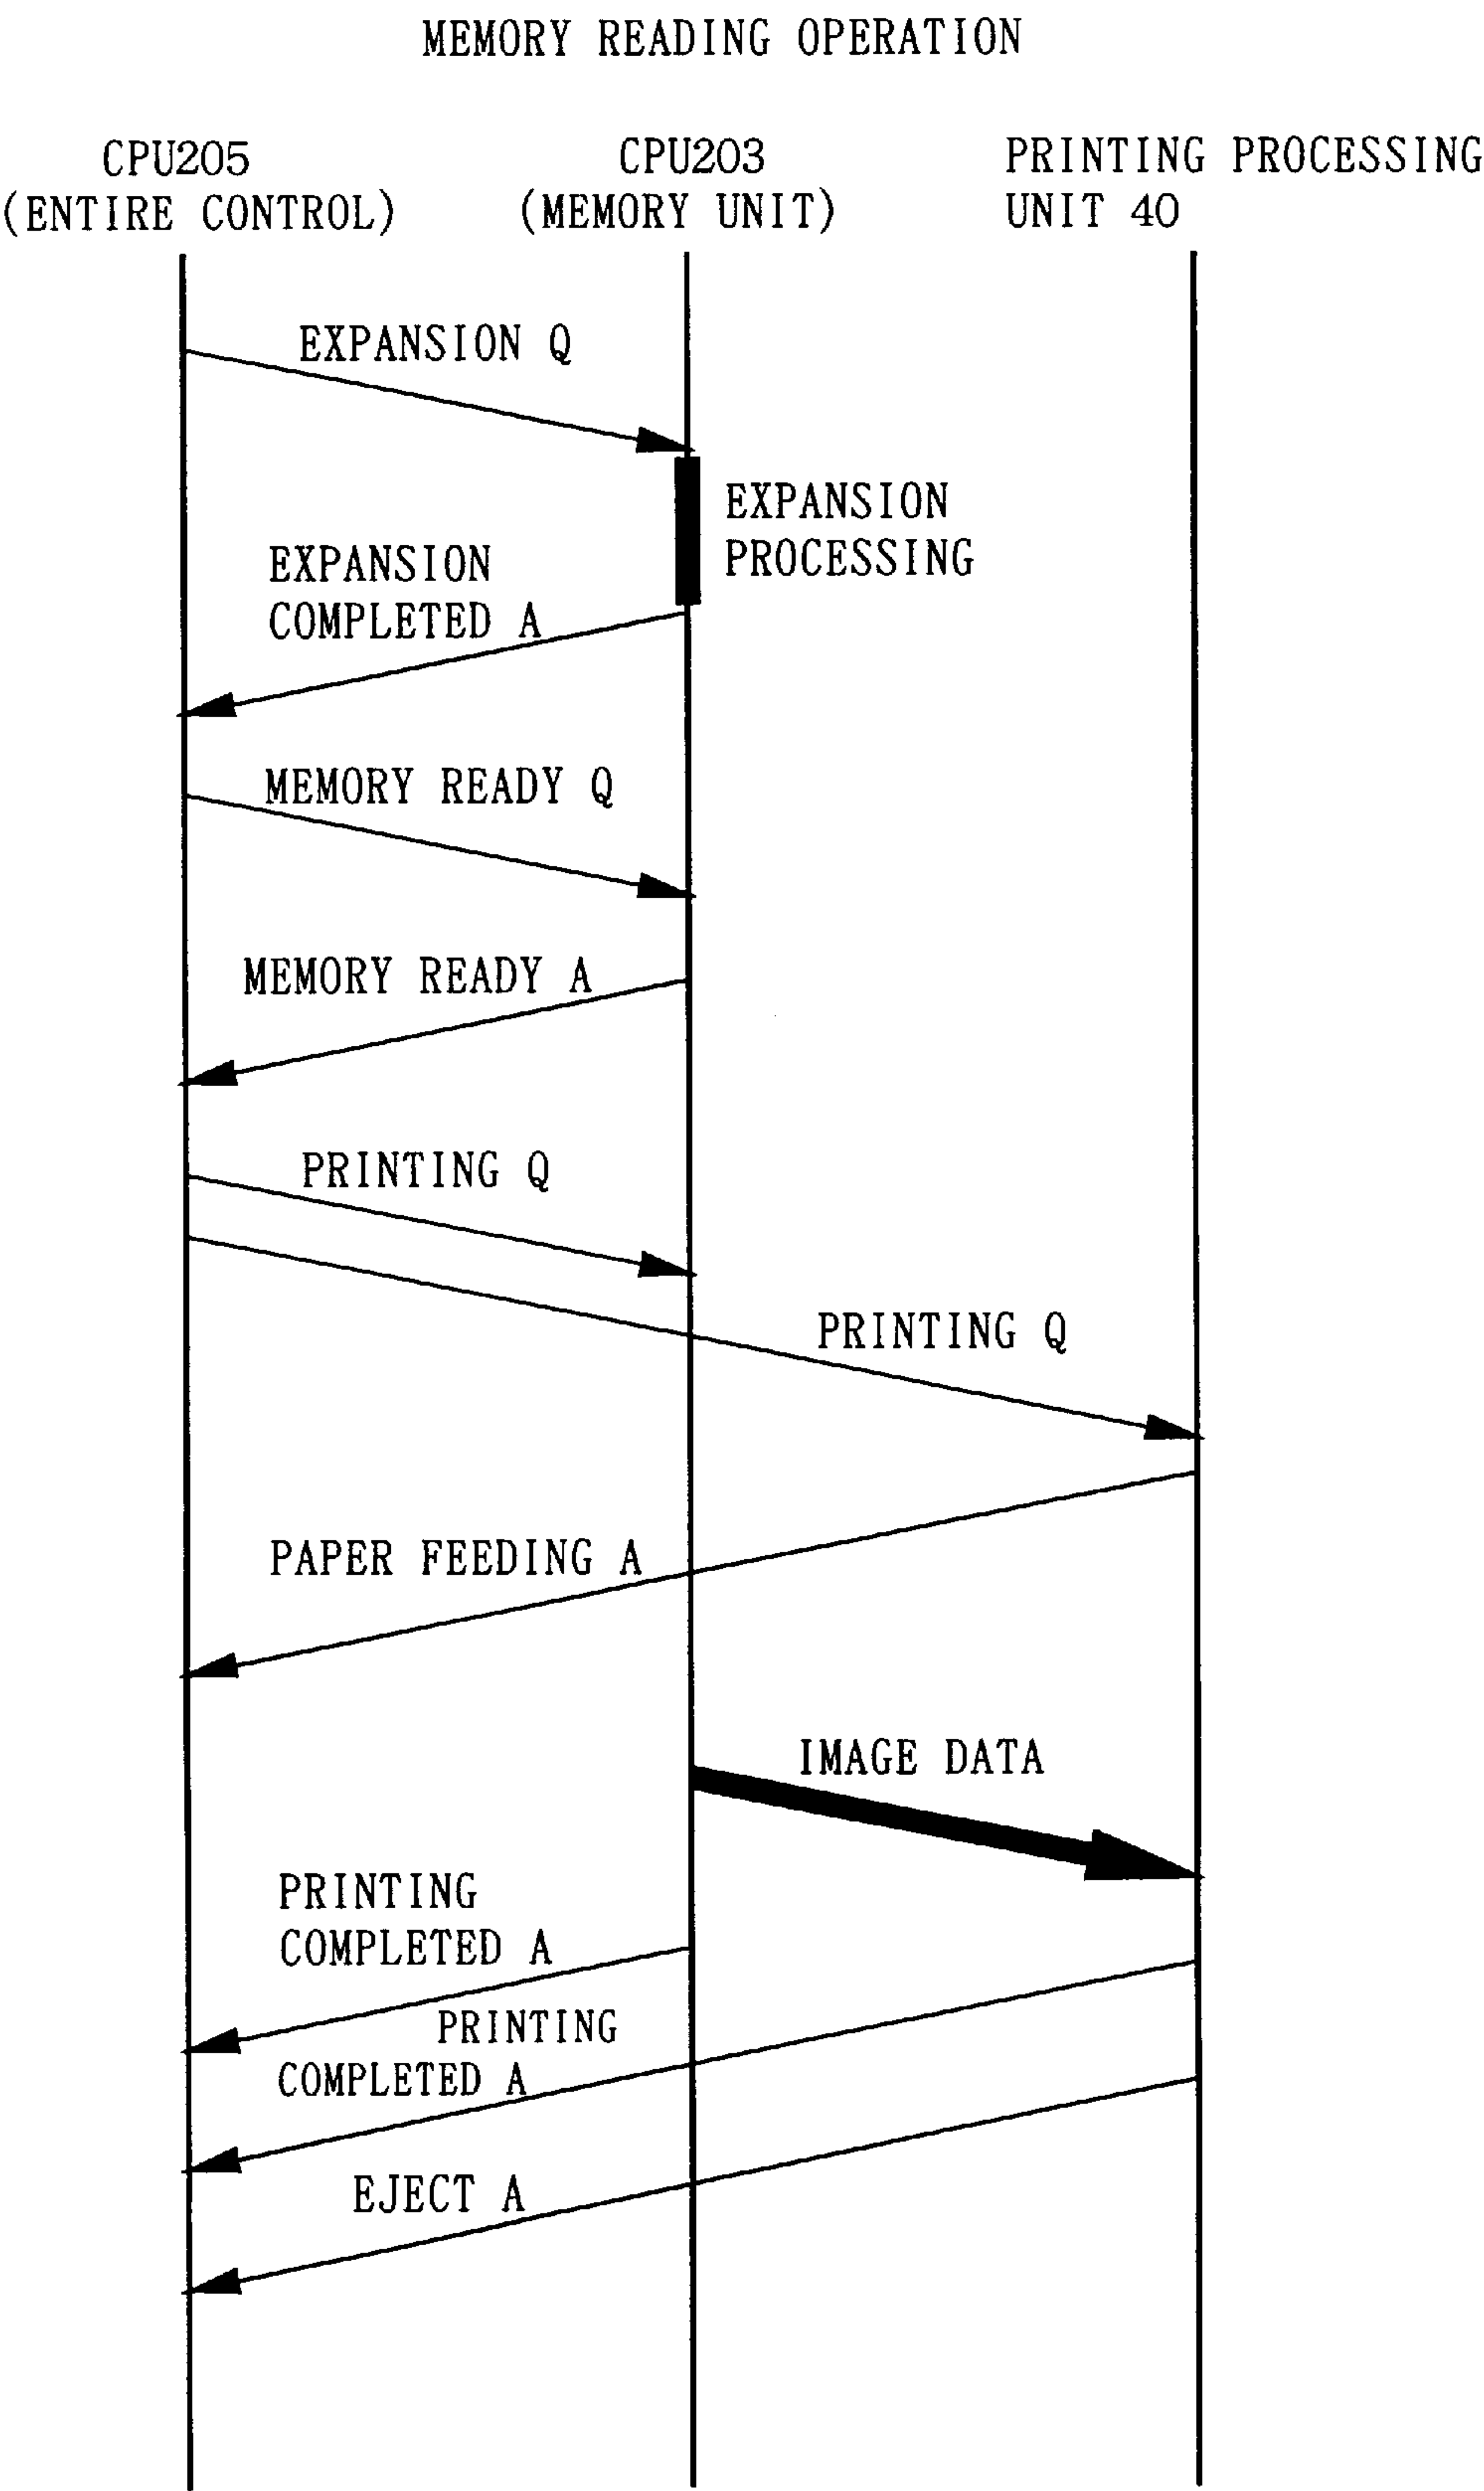 MEMORY READING OPERATION
CPU205
(ENTIRE CONTROL)
CPU203
(MEMORY UNIT)
PRINTING PROCESSING
UNIT 40
EXPANSION Q
EXPANSION
PROCESSING
EXPANSION
COMPLETED A
MEMORY READY Q
MEMORY READY A
PRINTING Q
PRINTING Q
PAPER FEEDING A
IMAGE DATA
PRINTING
COMPLETED A
PRINTING
COMPLETED A
EJECT A